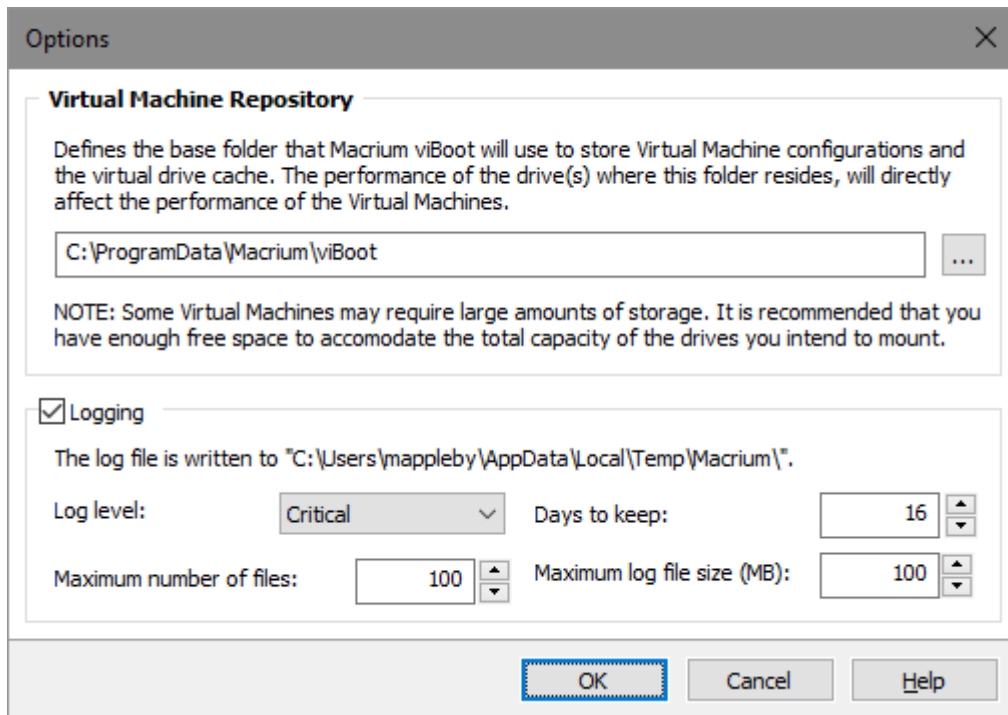 Options
Virtual Machine Repository
Defines the base folder that Macrium viBoot will use to store Virtual Machine configurations and
the virtual drive cache. The performance of the drive(s) where this folder resides, will directly
affect the performance of the Virtual Machines.
C:\ProgramData\Macrium\viBoot
...
NOTE: Some Virtual Machines may require large amounts of storage. It is recommended that you
have enough free space to accomodate the total capacity of the drives you intend to mount.
Logging
The log file is written to "C:\Users\mappleby\AppData\Local\Temp\Macrium\".
Log level: Critical Days to keep: 16
Maximum number of files: 100 Maximum log file size (MB): 100
OK Cancel Help